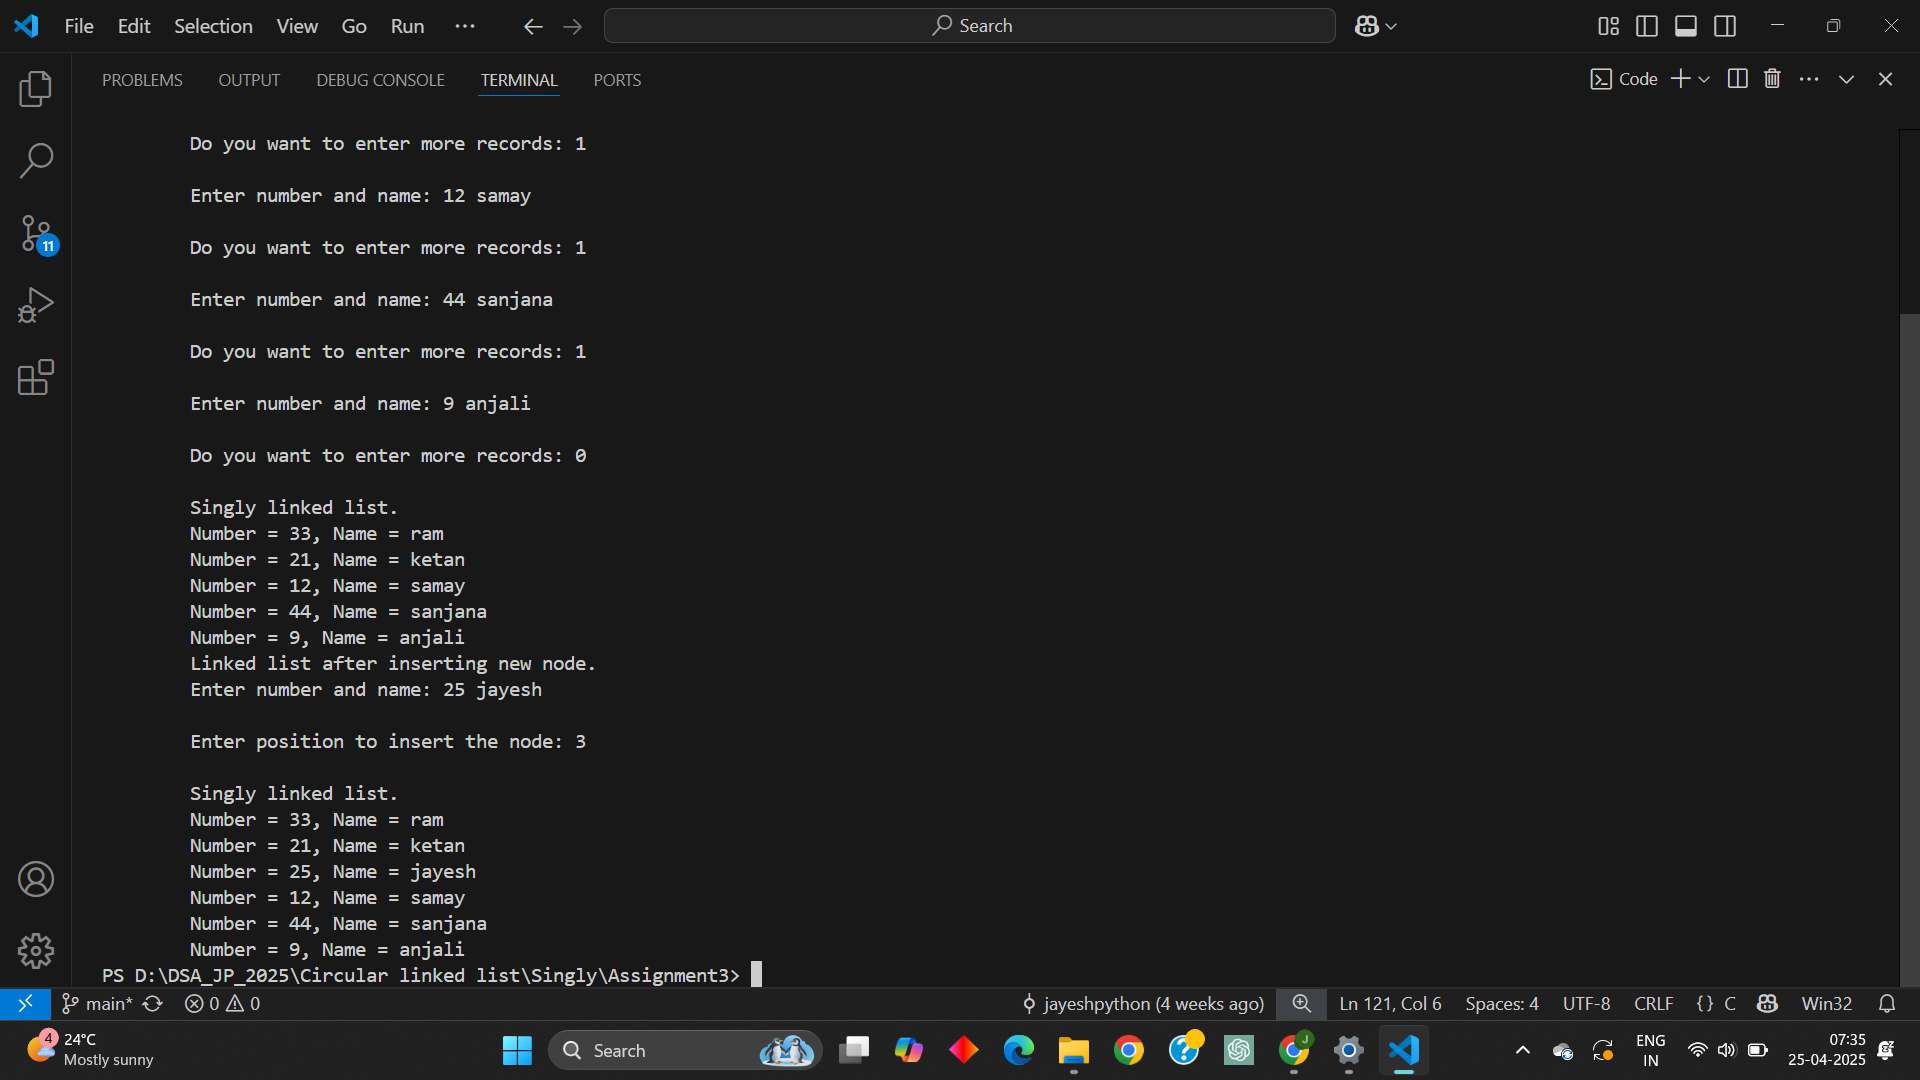 File Edit Selection View Go Run ... Search
PROBLEMS OUTPUT DEBUG CONSOLE TERMINAL PORTS Code
Do you want to enter more records: 1
Enter number and name: 12 samay
Do you want to enter more records: 1
Enter number and name: 44 sanjana
Do you want to enter more records: 1
Enter number and name: 9 anjali
Do you want to enter more records: 0
Singly linked list.
Number = 33, Name = ram
Number = 21, Name = ketan
Number = 12, Name = samay
Number = 44, Name = sanjana
Number = 9, Name = anjali
Linked list after inserting new node.
Enter number and name: 25 jayesh
Enter position to insert the node: 3
Singly linked list.
Number = 33, Name = ram
Number = 21, Name = ketan
Number = 25, Name = jayesh
Number = 12, Name = samay
Number = 44, Name = sanjana
Number = 9, Name = anjali
PS D:\DSA_JP_2025\Circular linked list\Singly\Assignment3>
11
main* 0 0 jayeshpython (4 weeks ago) Ln 121, Col 6 Spaces: 4 UTF-8 CRLF {} C Win32
4 24°C
Mostly sunny
Search
J
ENG
IN
07:35
25-04-2025